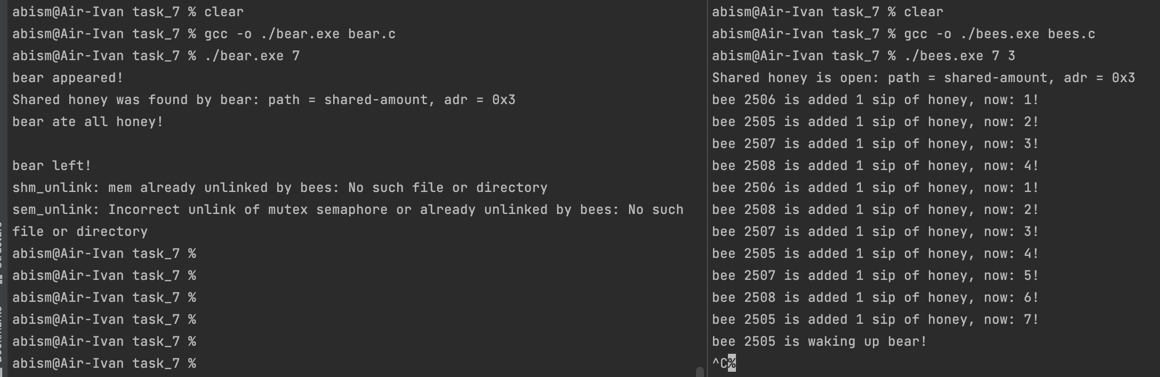 abism@Air-Ivan task_7 % clear
abism@Air-Ivan task_7 % gcc -o ./bear.exe bear.c
abism@Air-Ivan task_7 % ./bear.exe 7
bear appeared!
Shared honey was found by bear: path = shared-amount, adr = 0x3
bear ate all honey!
bear left!
shm_unlink: mem already unlinked by bees: No such file or directory
sem_unlink: Incorrect unlink of mutex semaphore or already unlinked by bees: No such
file or directory
abism@Air-Ivan task_7 %
abism@Air-Ivan task_7 %
abism@Air-Ivan task_7 %
abism@Air-Ivan task_7 %
abism@Air-Ivan task_7 %
abism@Air-Ivan task_7 %
abism@Air-Ivan task_7 % clear
abism@Air-Ivan task_7 % gcc -o ./bees.exe bees.c
abism@Air-Ivan task_7 % ./bees.exe 7 3
Shared honey is open: path = shared-amount, adr = 0x3
bee 2506 is added 1 sip of honey, now: 1!
bee 2505 is added 1 sip of honey, now: 2!
bee 2507 is added 1 sip of honey, now: 3!
bee 2508 is added 1 sip of honey, now: 4!
bee 2506 is added 1 sip of honey, now: 1!
bee 2508 is added 1 sip of honey, now: 2!
bee 2507 is added 1 sip of honey, now: 3!
bee 2505 is added 1 sip of honey, now: 4!
bee 2507 is added 1 sip of honey, now: 5!
bee 2508 is added 1 sip of honey, now: 6!
bee 2505 is added 1 sip of honey, now: 7!
bee 2505 is waking up bear!
^C%